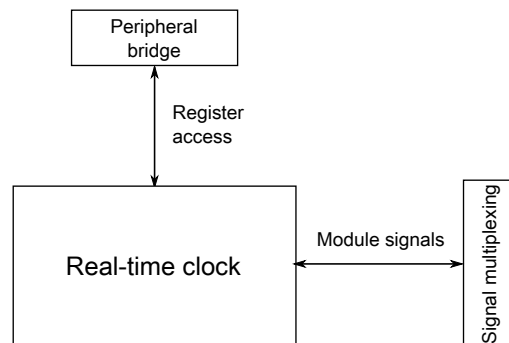 Peripheral
bridge
Register
access
Real-time clock
Module signals
Signal multiplexing